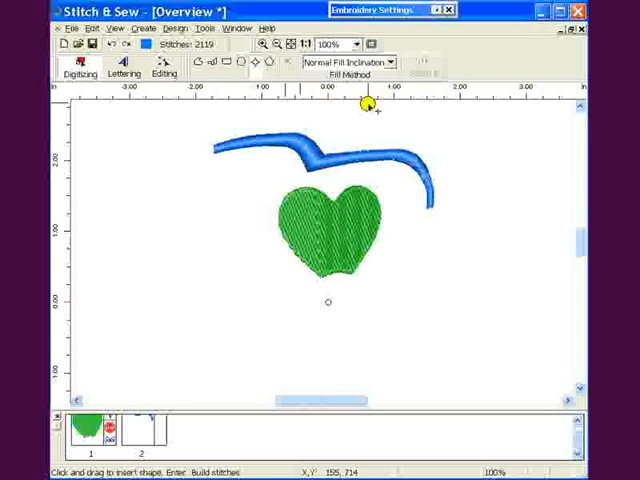 Stitch & Sew - [Overview *]
Embroidery Settings
File Edit View Create Design Tools Window Help
Stitches: 2119
1:1
100%
Digitizing Lettering Editing
Normal Fill Inclination
Fill Method
in 3.00 2.00 1.00 0.00 1.00 2.00 3.00 in
2.00
1.00
0.00
1.00
1 2
Click and drag to insert shape. Enter: Build stitches X,Y: 155, 714 100%